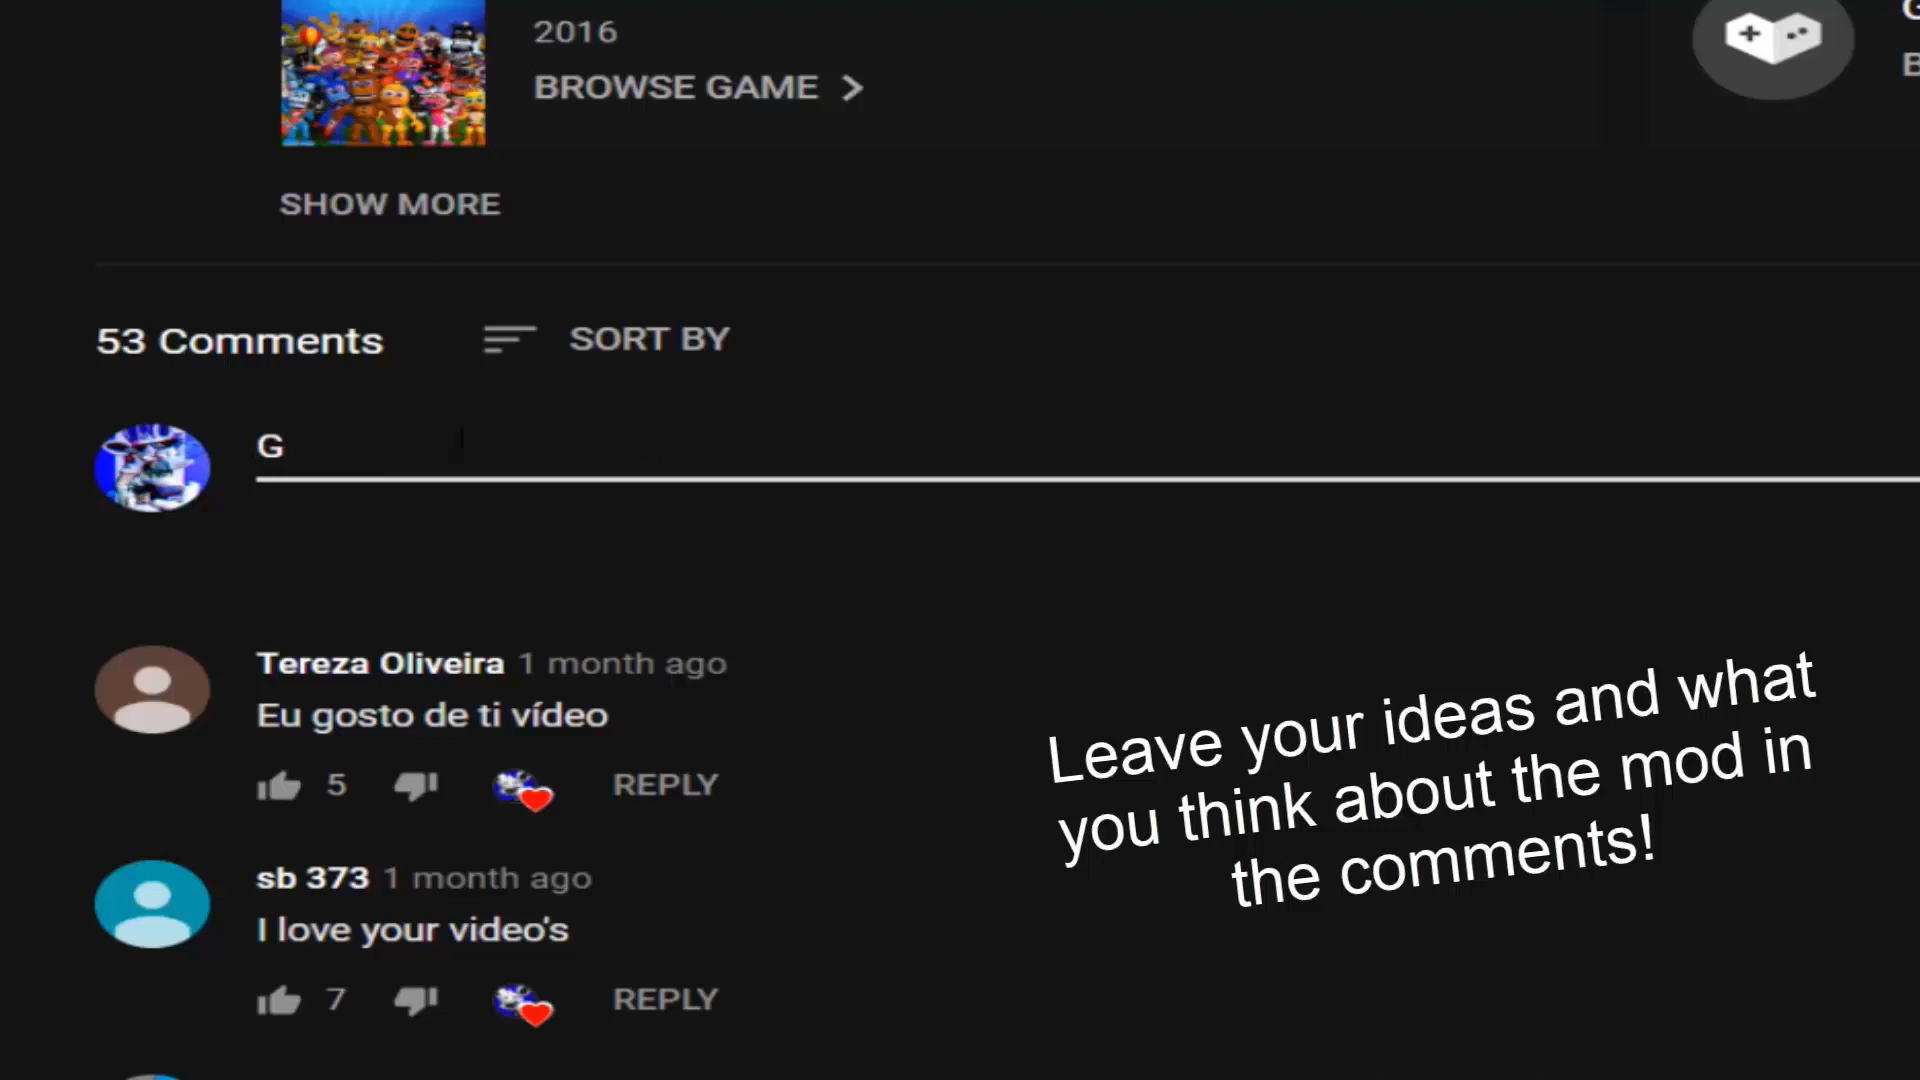 2016
BROWSE GAME
SHOW MORE
53 Comments
SORT BY
G
Tereza Oliveira 1 month ago
Eu gosto de ti vídeo
5
REPLY
sb 373 1 month ago
I love your video's
7
REPLY
Leave your ideas and what
you think about the mod in
the comments!